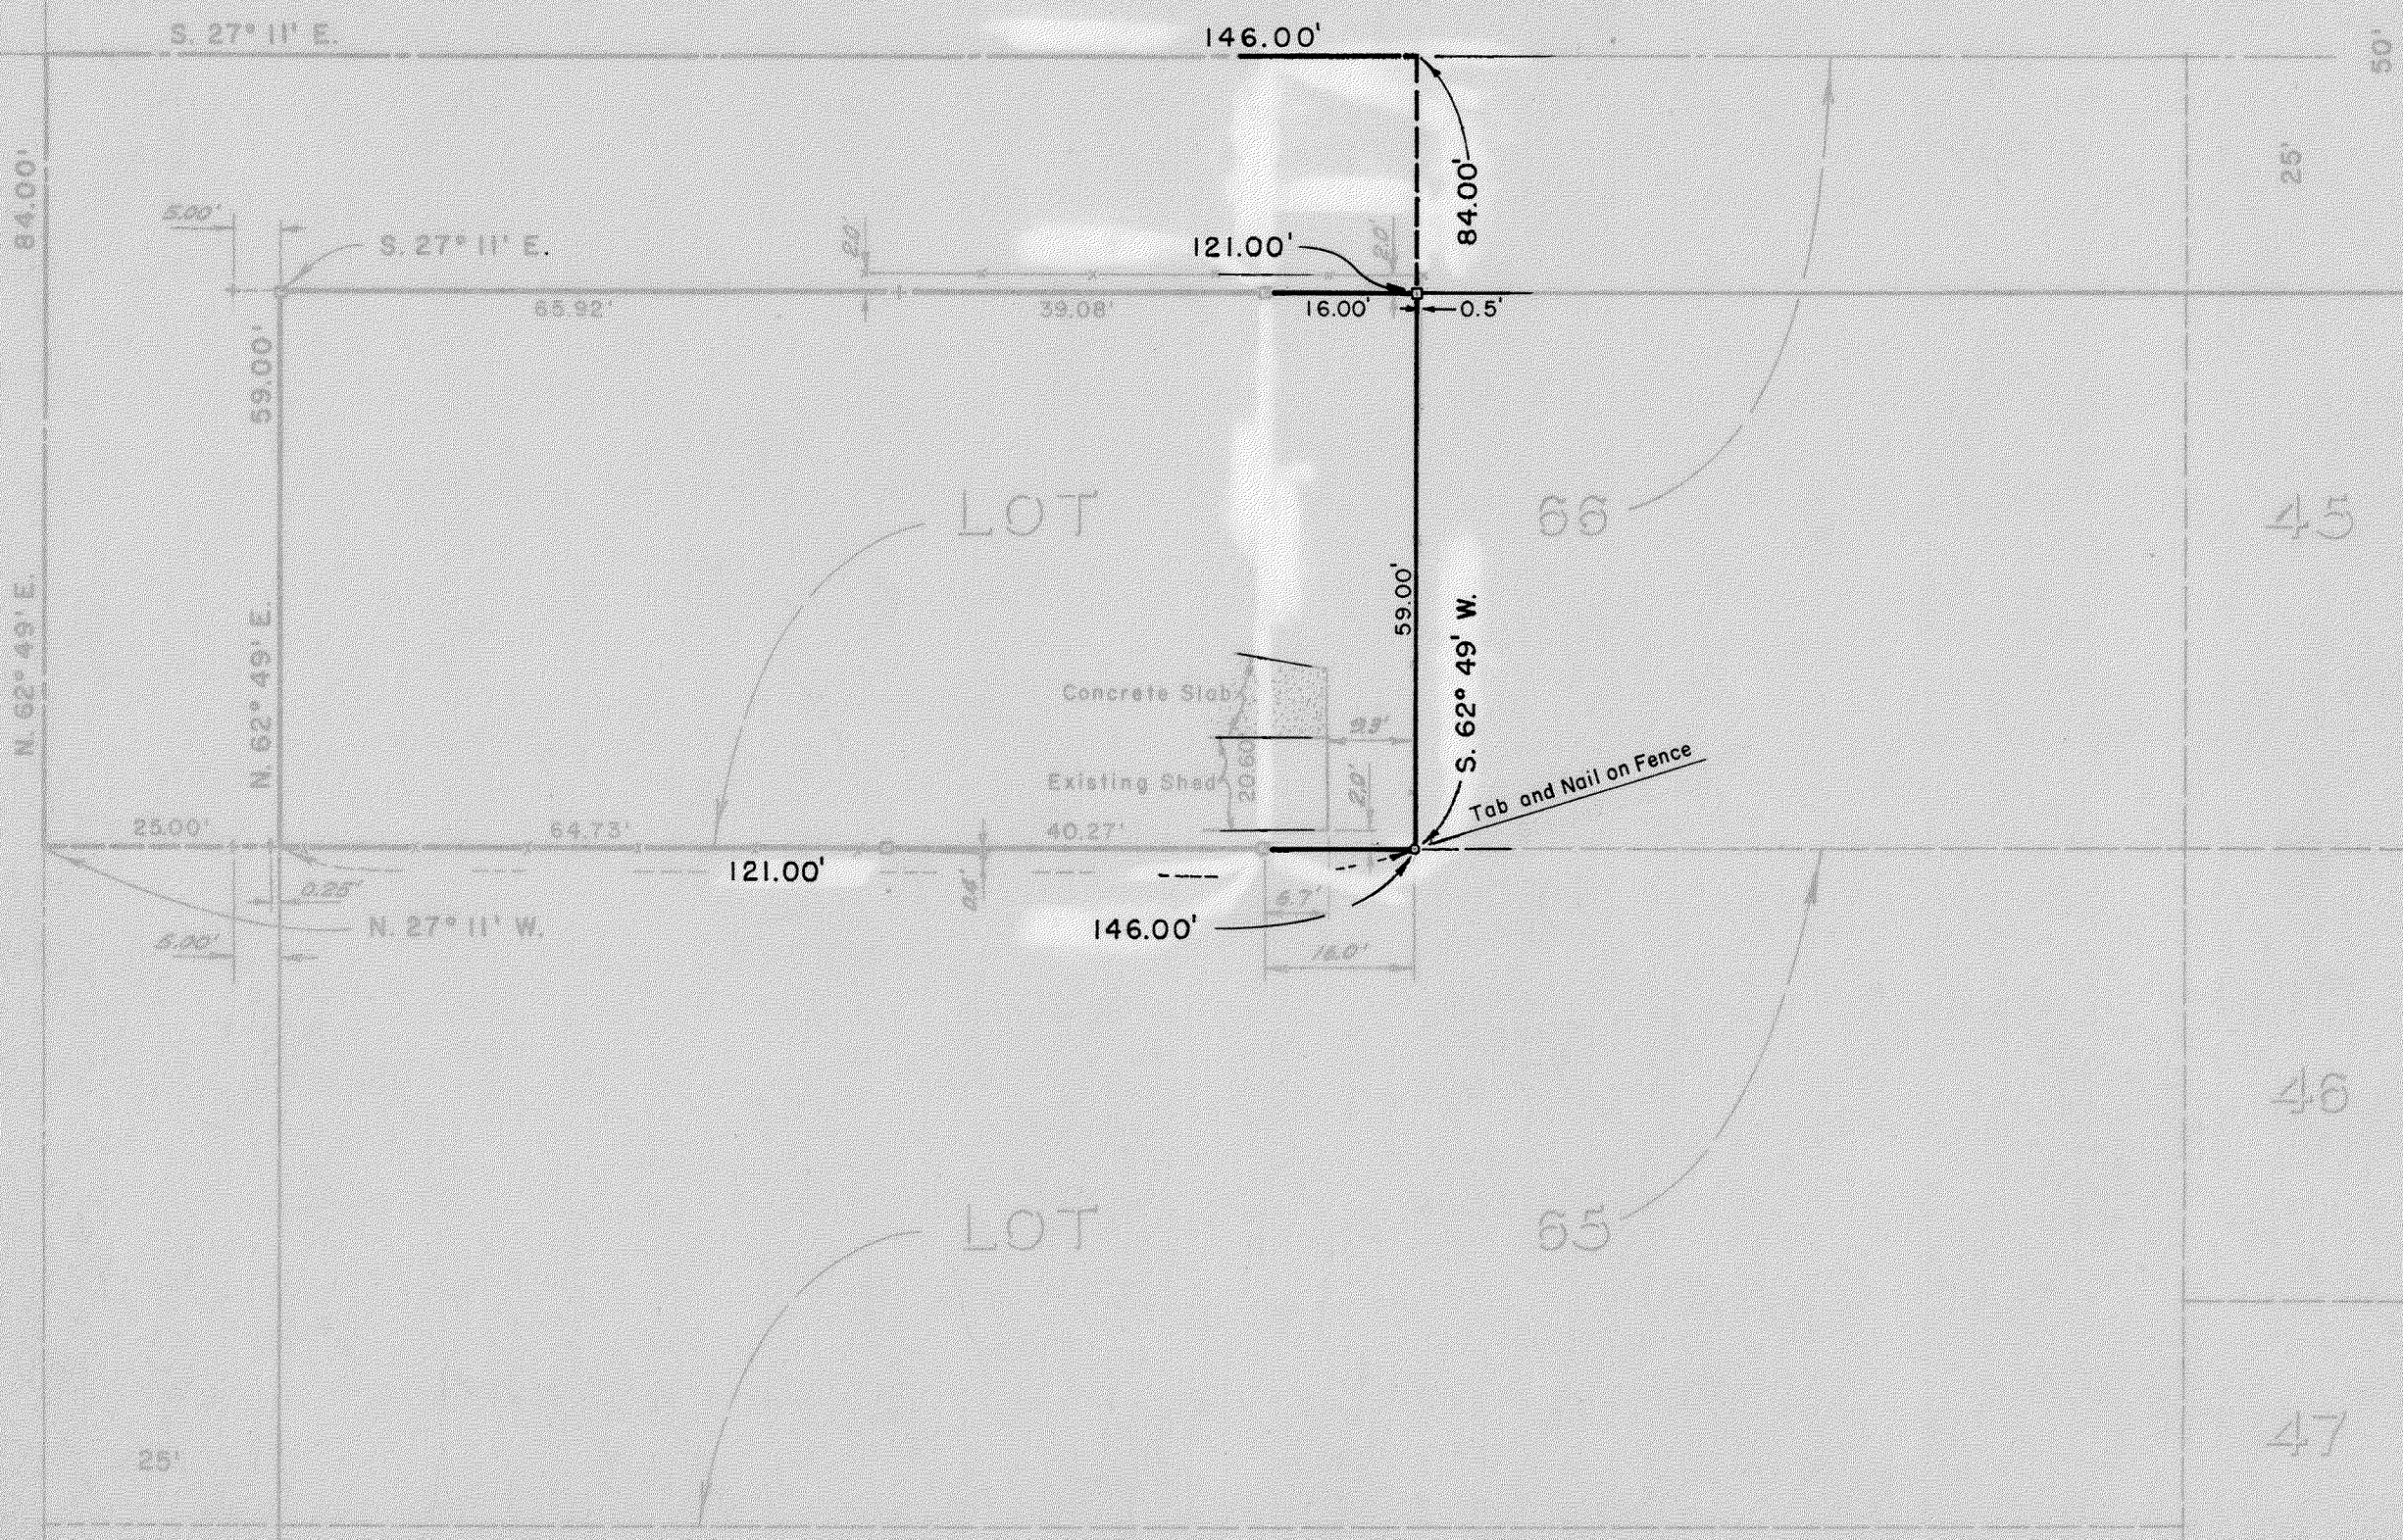 S. 27° 11' E.
146.00'
50'
84.00'
25'
5.00'
S. 27° 11' E.
2.0'
121.00'
2.0'
84.00'
65.92'
39.08'
16.00'
0.5'
59.00'
LOT 66
45
59.00'
N. 62° 49' E.
N. 62° 49' E.
S. 62° 49' W.
Concrete Slab
9.3'
Existing Shed
20.60'
2.0'
Tab and Nail on Fence
25.00'
64.73'
40.27'
121.00'
0.25'
0.6'
6.7'
N. 27° 11' W.
146.00'
5.00'
16.0'
46
LOT 65
47
25'